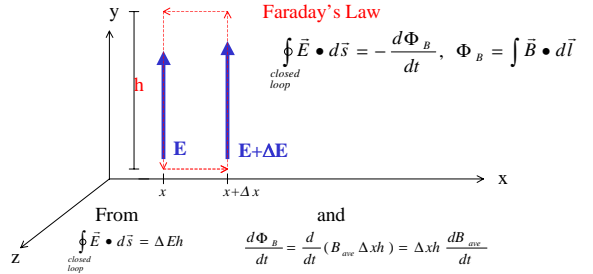 y
Faraday's Law
∮ E⃗ • ds⃗ = − dΦ_B/dt , Φ_B = ∫ B⃗ • dl⃗
closed
loop
h
E
E+ΔE
x
x
x+Δx
From
and
∮ E⃗ • ds⃗ = ΔEh
closed
loop
dΦ_B/dt = d/dt (B_ave Δxh) = Δxh dB_ave/dt
z